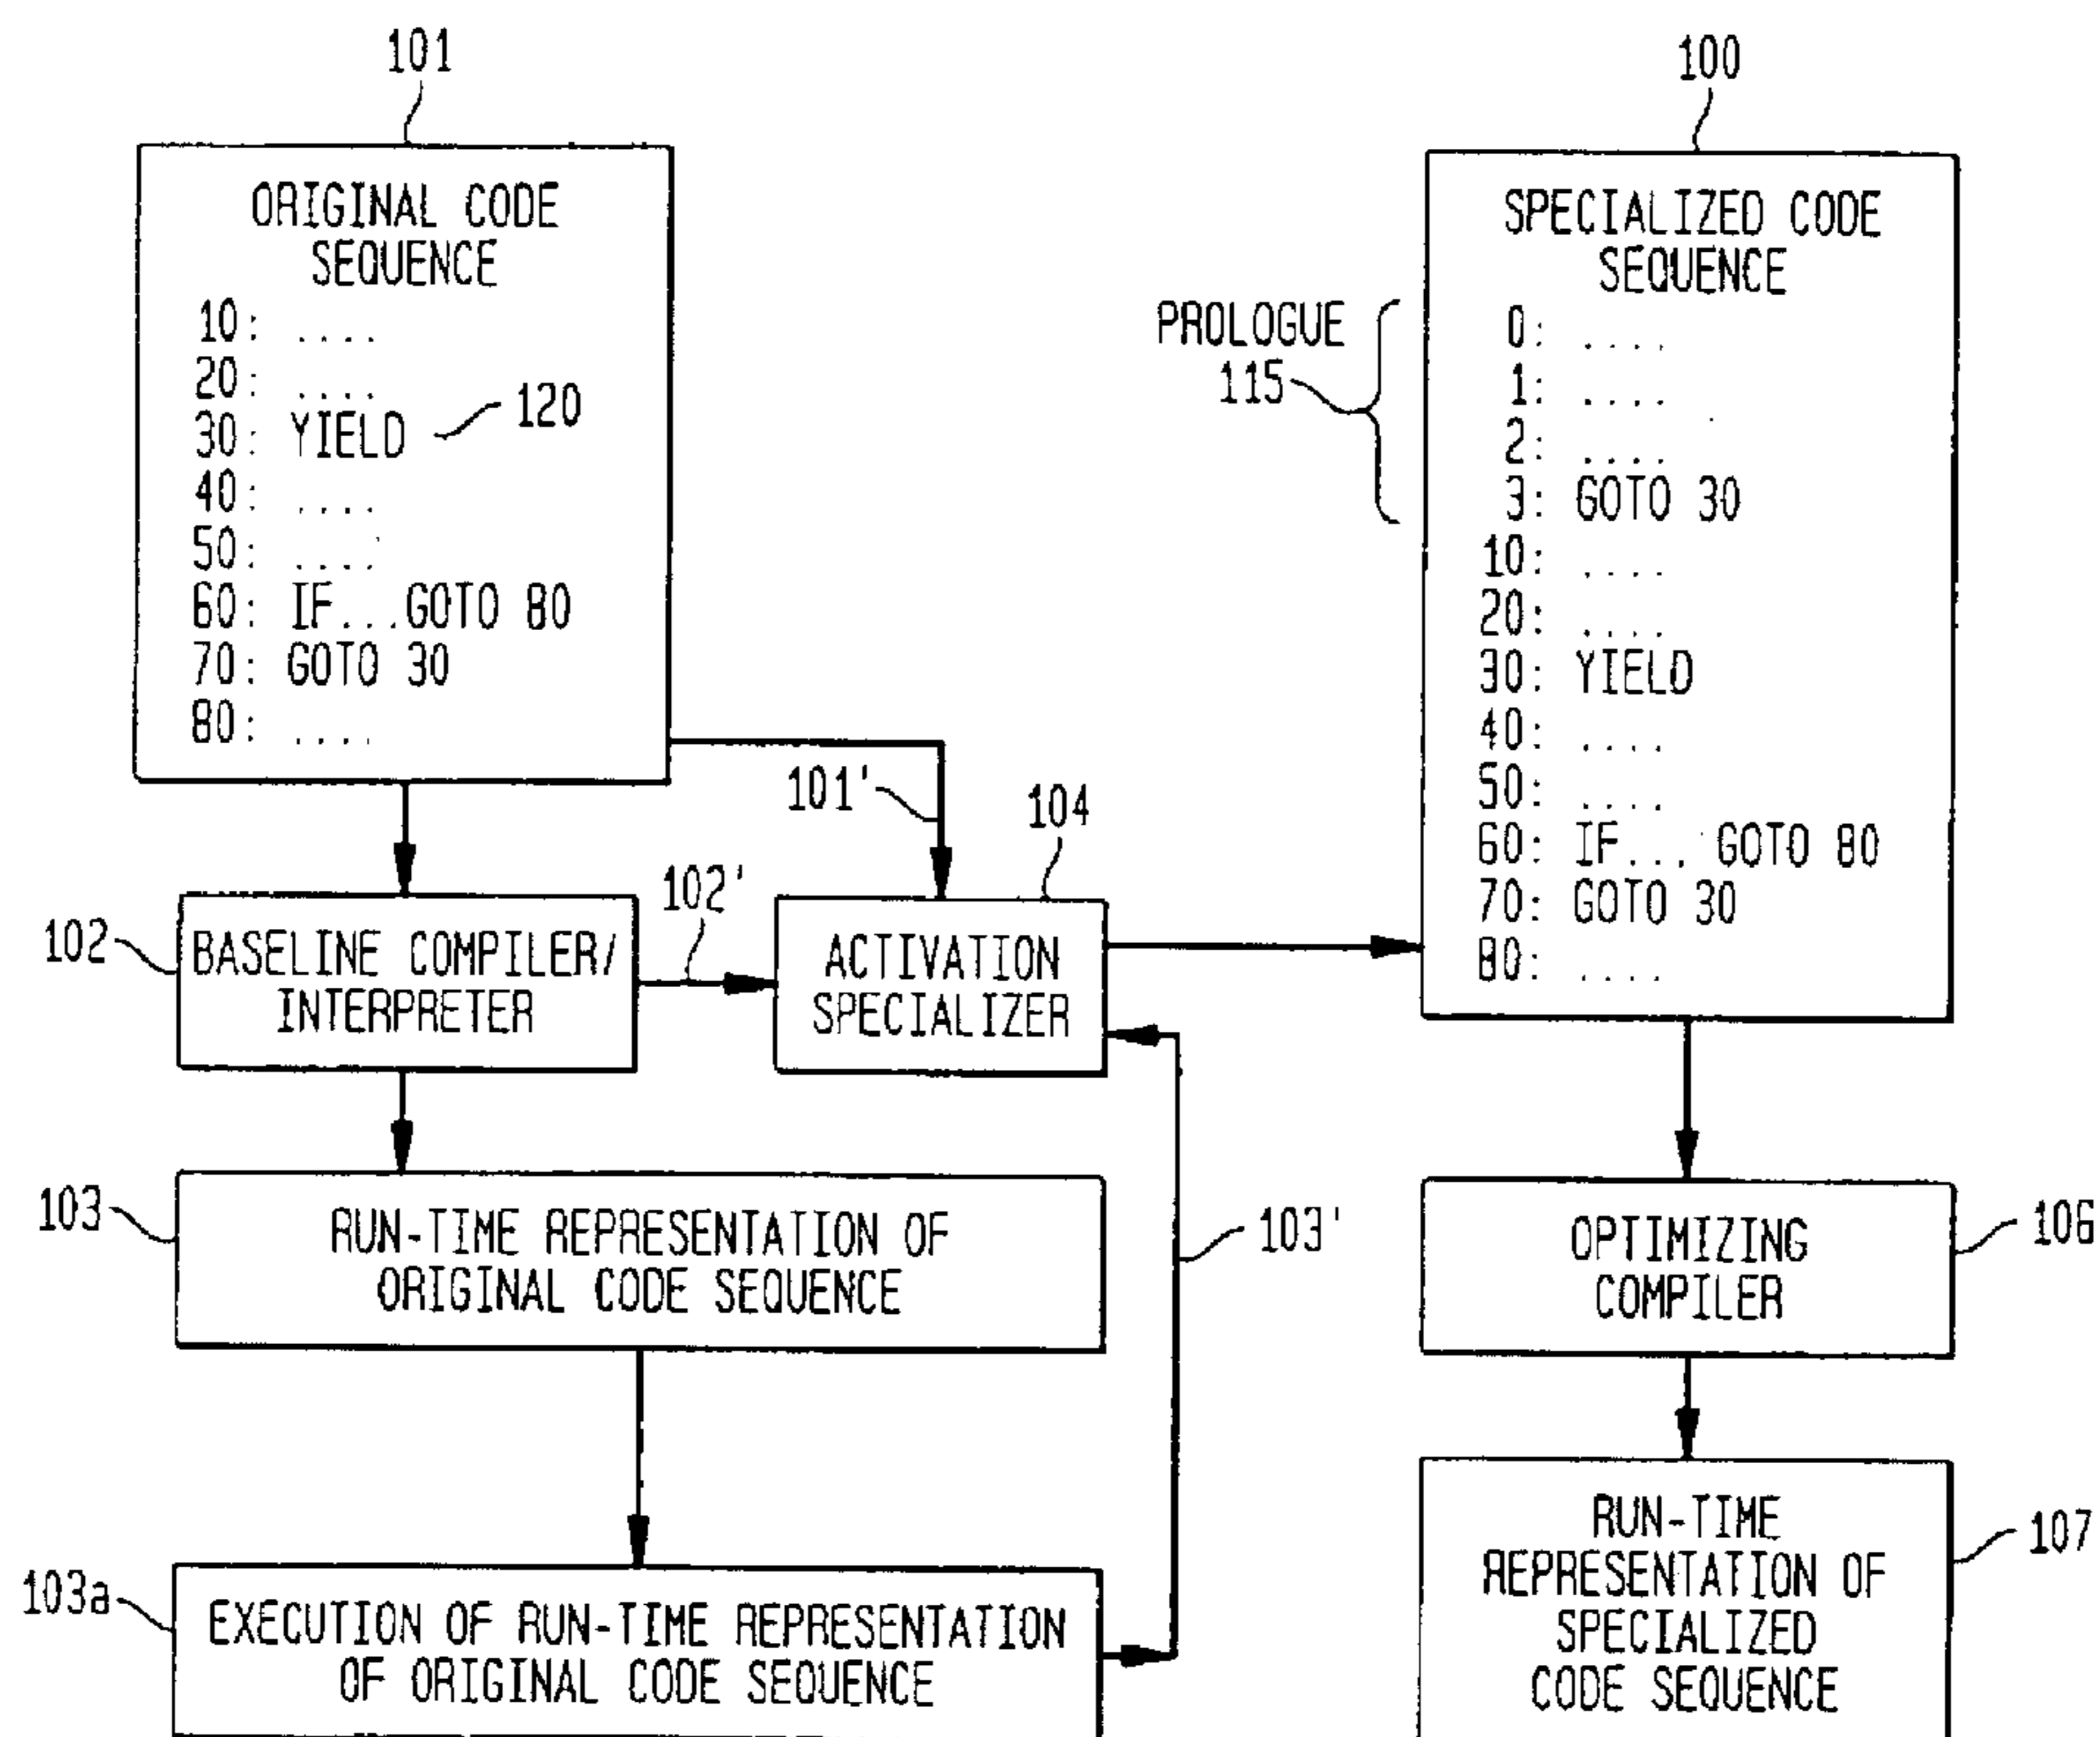 101
ORIGINAL CODE
SEQUENCE
10: ....
20: ....
30: YIELD
120
40: ....
50: ....
60: IF...GOTO 80
70: GOTO 30
80: ....
100
SPECIALIZED CODE
SEQUENCE
PROLOGUE
115
0: ....
1: ....
2: ....
3: GOTO 30
10: ....
20: ....
30: YIELD
40: ....
50: ....
60: IF... GOTO 80
70: GOTO 30
80: ....
101'
104
102
BASELINE COMPILER/
INTERPRETER
102'
ACTIVATION
SPECIALIZER
103
RUN-TIME REPRESENTATION OF
ORIGINAL CODE SEQUENCE
103'
OPTIMIZING
COMPILER
106
103a
EXECUTION OF RUN-TIME REPRESENTATION
OF ORIGINAL CODE SEQUENCE
RUN-TIME
REPRESENTATION OF
SPECIALIZED
CODE SEQUENCE
107